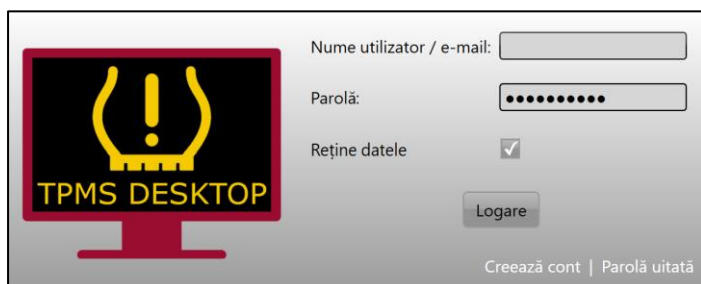 Nume utilizator / e-mail:
Parolă:
••••••••••
Reține datele
TPMS DESKTOP
Logare
Creează cont | Parolă uitată